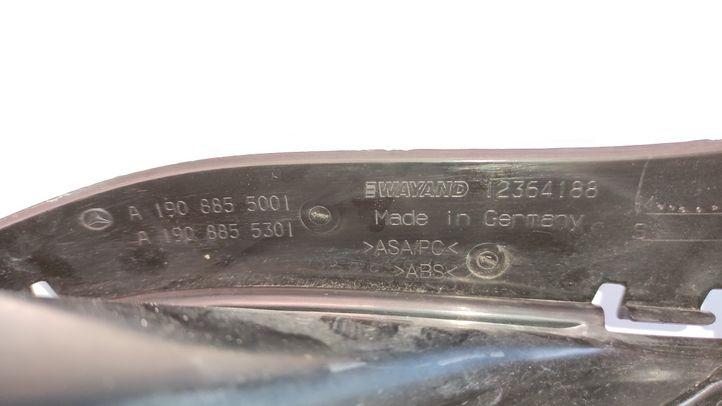 A 190 885 5001
A 190 885 5301
WAYAND 12364188
Made in Germany
>ASA/PC<
>ABS<